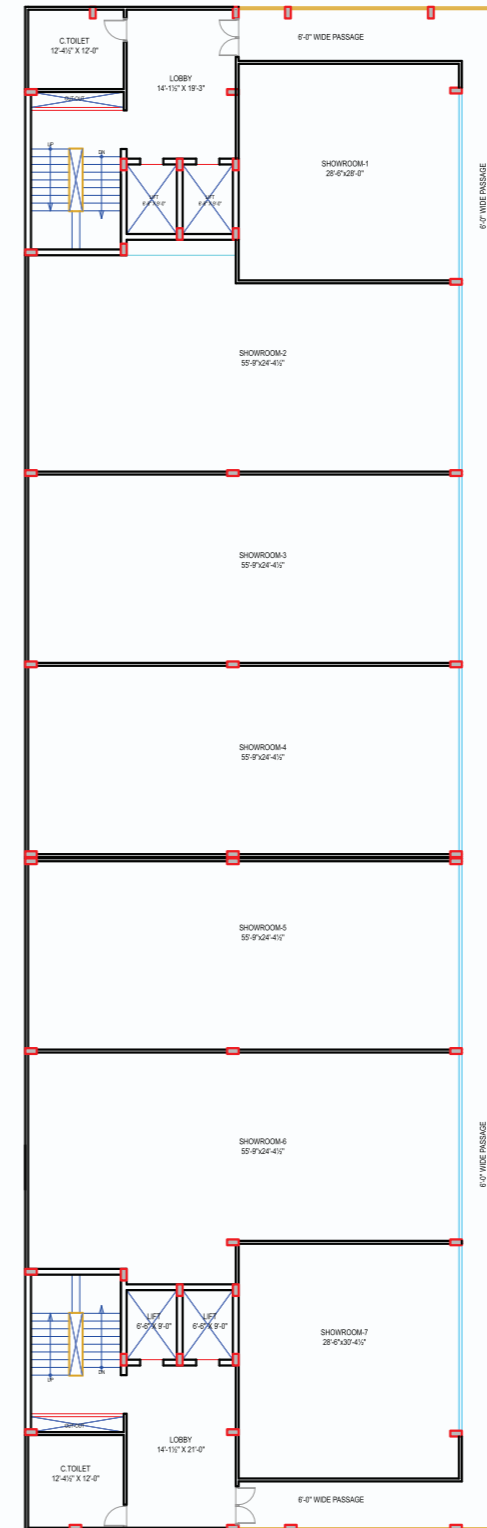 6'-0" WIDE PASSAGE
C.TOILET
12'-4½" X 12'-0"
LOBBY
14'-1½" X 19'-3"
UP
DN
LIFT
LIFT
SHOWROOM-1
28'-6"x28'-0"
6'-0" WIDE PASSAGE
SHOWROOM-2
55'-9"x24'-4½"
SHOWROOM-3
55'-9"x24'-4½"
SHOWROOM-4
55'-9"x24'-4½"
SHOWROOM-5
55'-9"x24'-4½"
SHOWROOM-6
55'-9"x24'-4½"
6'-0" WIDE PASSAGE
LIFT
6'-6" X 9'-0"
LIFT
6'-6" X 9'-0"
UP
DN
SHOWROOM-7
28'-6"x30'-4½"
LOBBY
14'-1½" X 21'-0"
C.TOILET
12'-4½" X 12'-0"
6'-0" WIDE PASSAGE